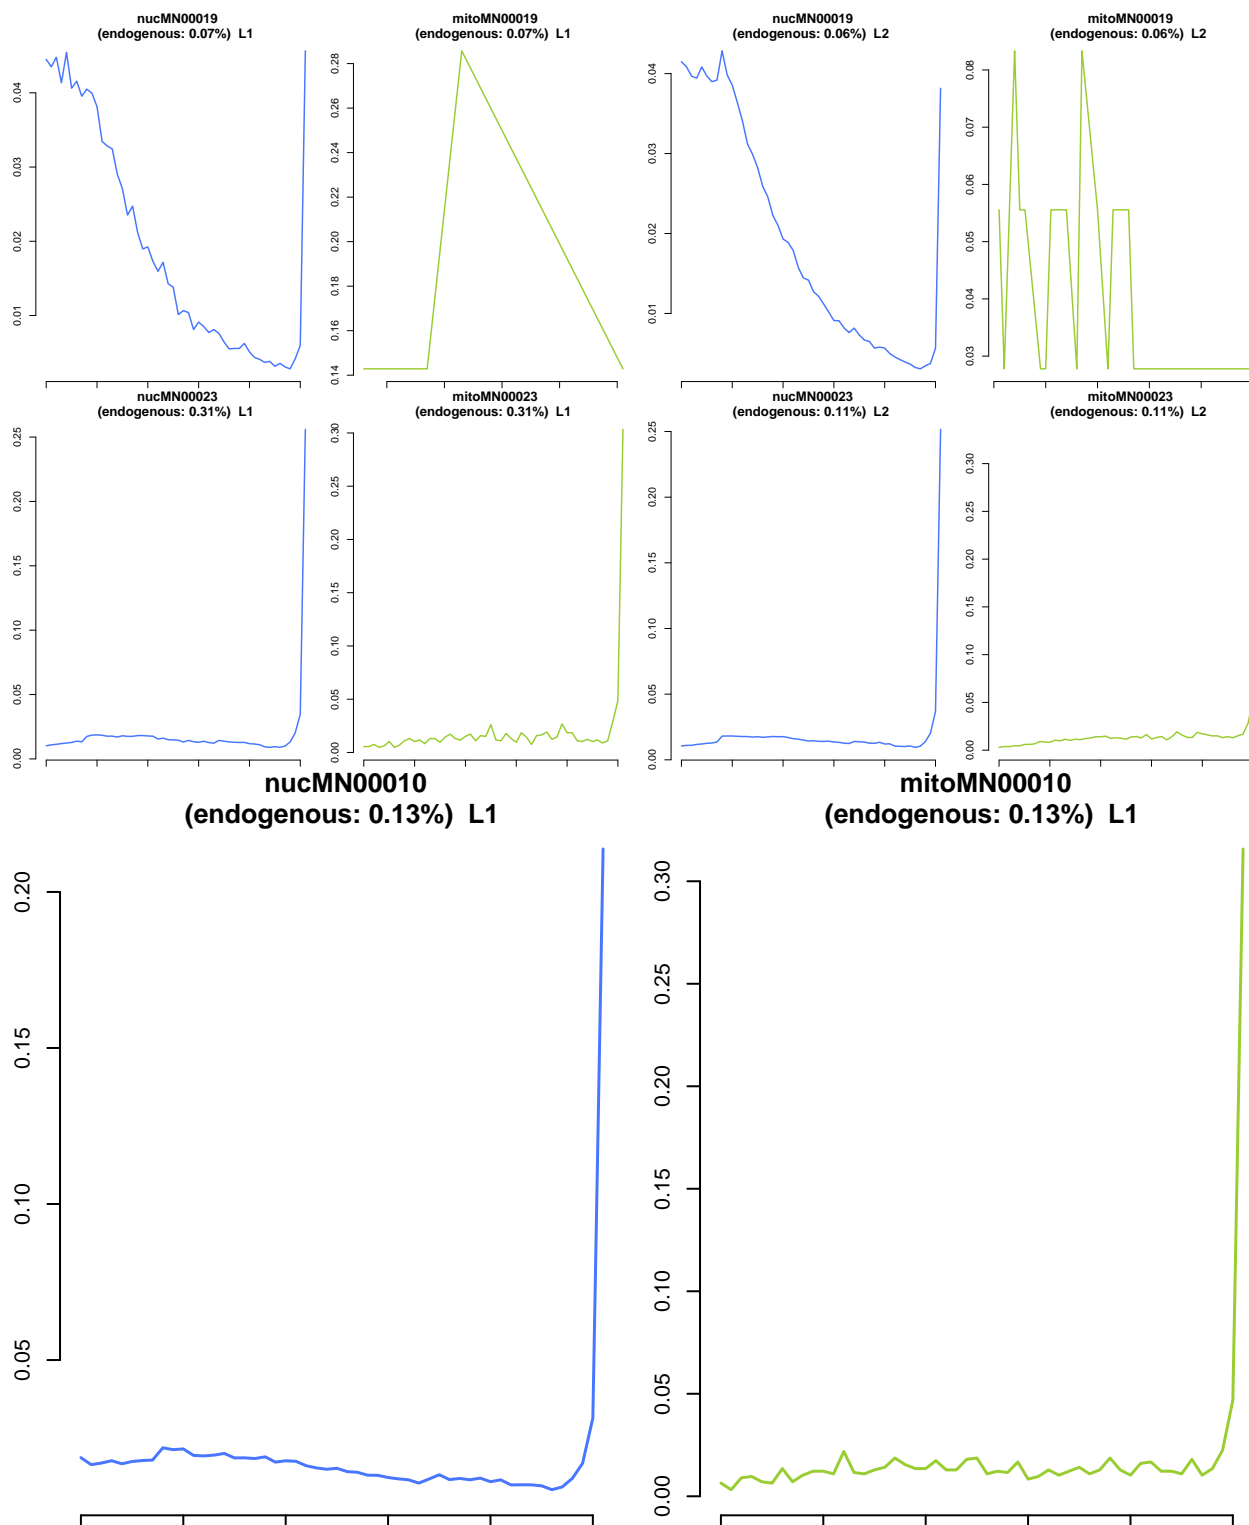 nucMN00019
(endogenous: 0.07%) L1
0.01
0.02
0.03
0.04
mitoMN00019
(endogenous: 0.07%) L1
0.14
0.16
0.18
0.20
0.22
0.24
0.26
0.28
nucMN00019
(endogenous: 0.06%) L2
0.01
0.02
0.03
0.04
mitoMN00019
(endogenous: 0.06%) L2
0.03
0.04
0.05
0.06
0.07
0.08
nucMN00023
(endogenous: 0.31%) L1
0.00
0.05
0.10
0.15
0.20
0.25
mitoMN00023
(endogenous: 0.31%) L1
0.00
0.05
0.10
0.15
0.20
0.25
0.30
nucMN00023
(endogenous: 0.11%) L2
0.00
0.05
0.10
0.15
0.20
0.25
mitoMN00023
(endogenous: 0.11%) L2
0.00
0.05
0.10
0.15
0.20
0.25
0.30
nucMN00010
(endogenous: 0.13%) L1
0.05
0.10
0.15
0.20
mitoMN00010
(endogenous: 0.13%) L1
0.00
0.05
0.10
0.15
0.20
0.25
0.30